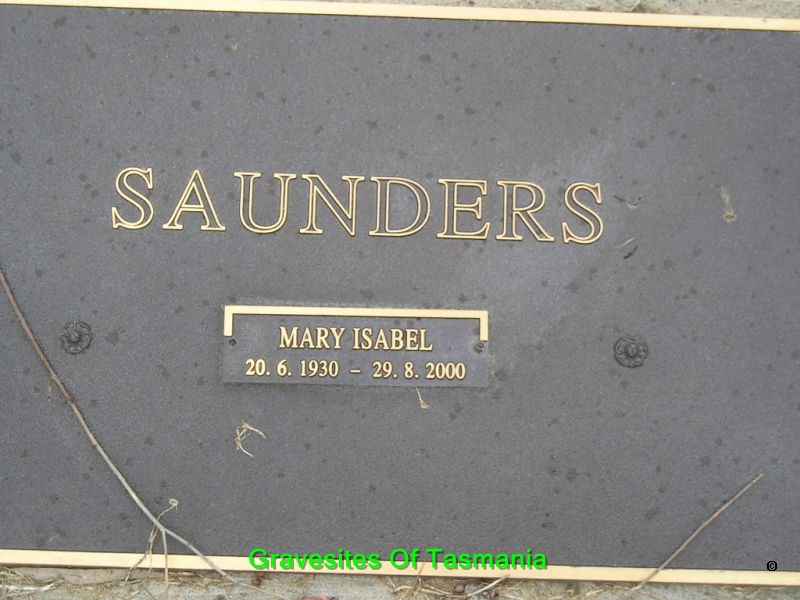 SAUNDERS
MARY ISABEL
20. 6. 1930 – 29. 8. 2000
Gravesites Of Tasmania
©